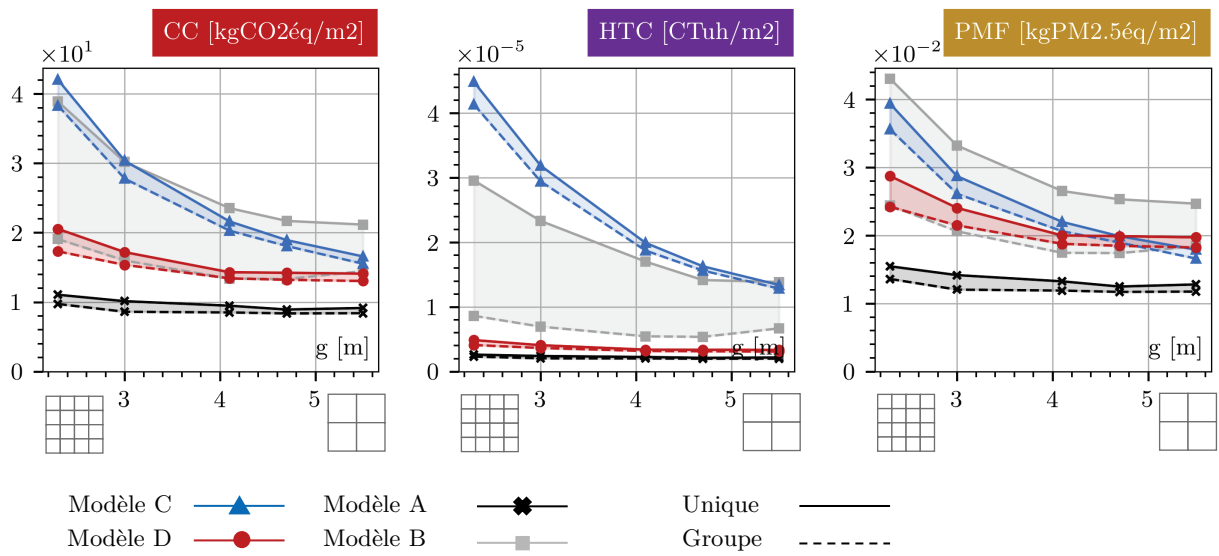 CC [kgCO2éq/m2] HTC [CTuh/m2] PMF [kgPM2.5éq/m2]
×10¹ ×10⁻⁵ ×10⁻²
4 4 4
3 3 3
2 2 2
1 1 1
g [m] g [m] g [m]
0 0 0
3 4 5 3 4 5 3 4 5
Modèle C Modèle A Unique
Modèle D Modèle B Groupe